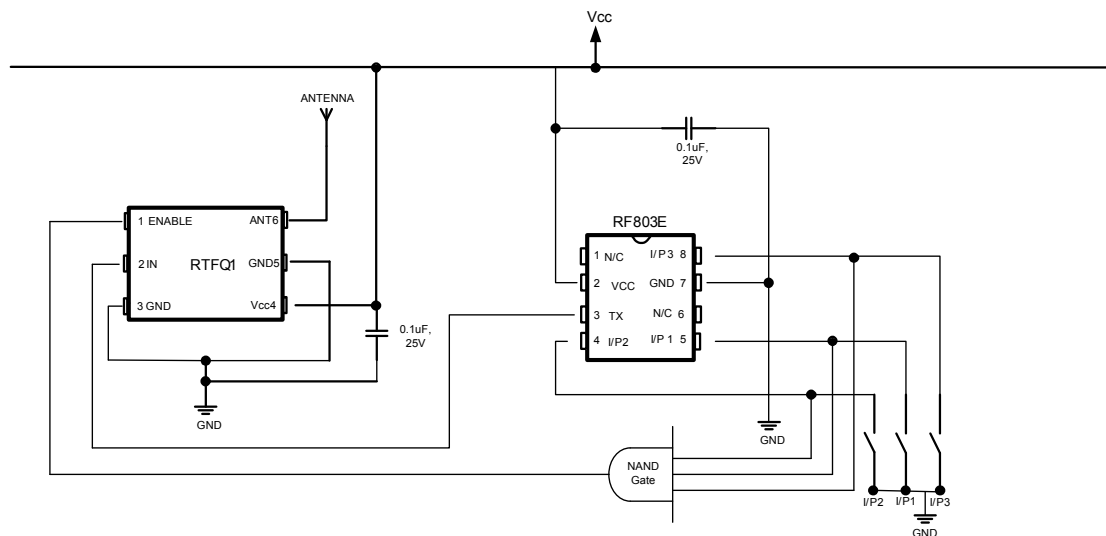 Vcc
ANTENNA
0.1uF,
25V
RF803E
1 ENABLE
ANT6
RTFQ1
2 IN
GND5
3 GND
Vcc4
1 N/C
I/P3 8
2 VCC
GND 7
3 TX
N/C 6
4 I/P2
I/P1 5
0.1uF,
25V
GND
GND
NAND
Gate
I/P2
I/P1
I/P3
GND